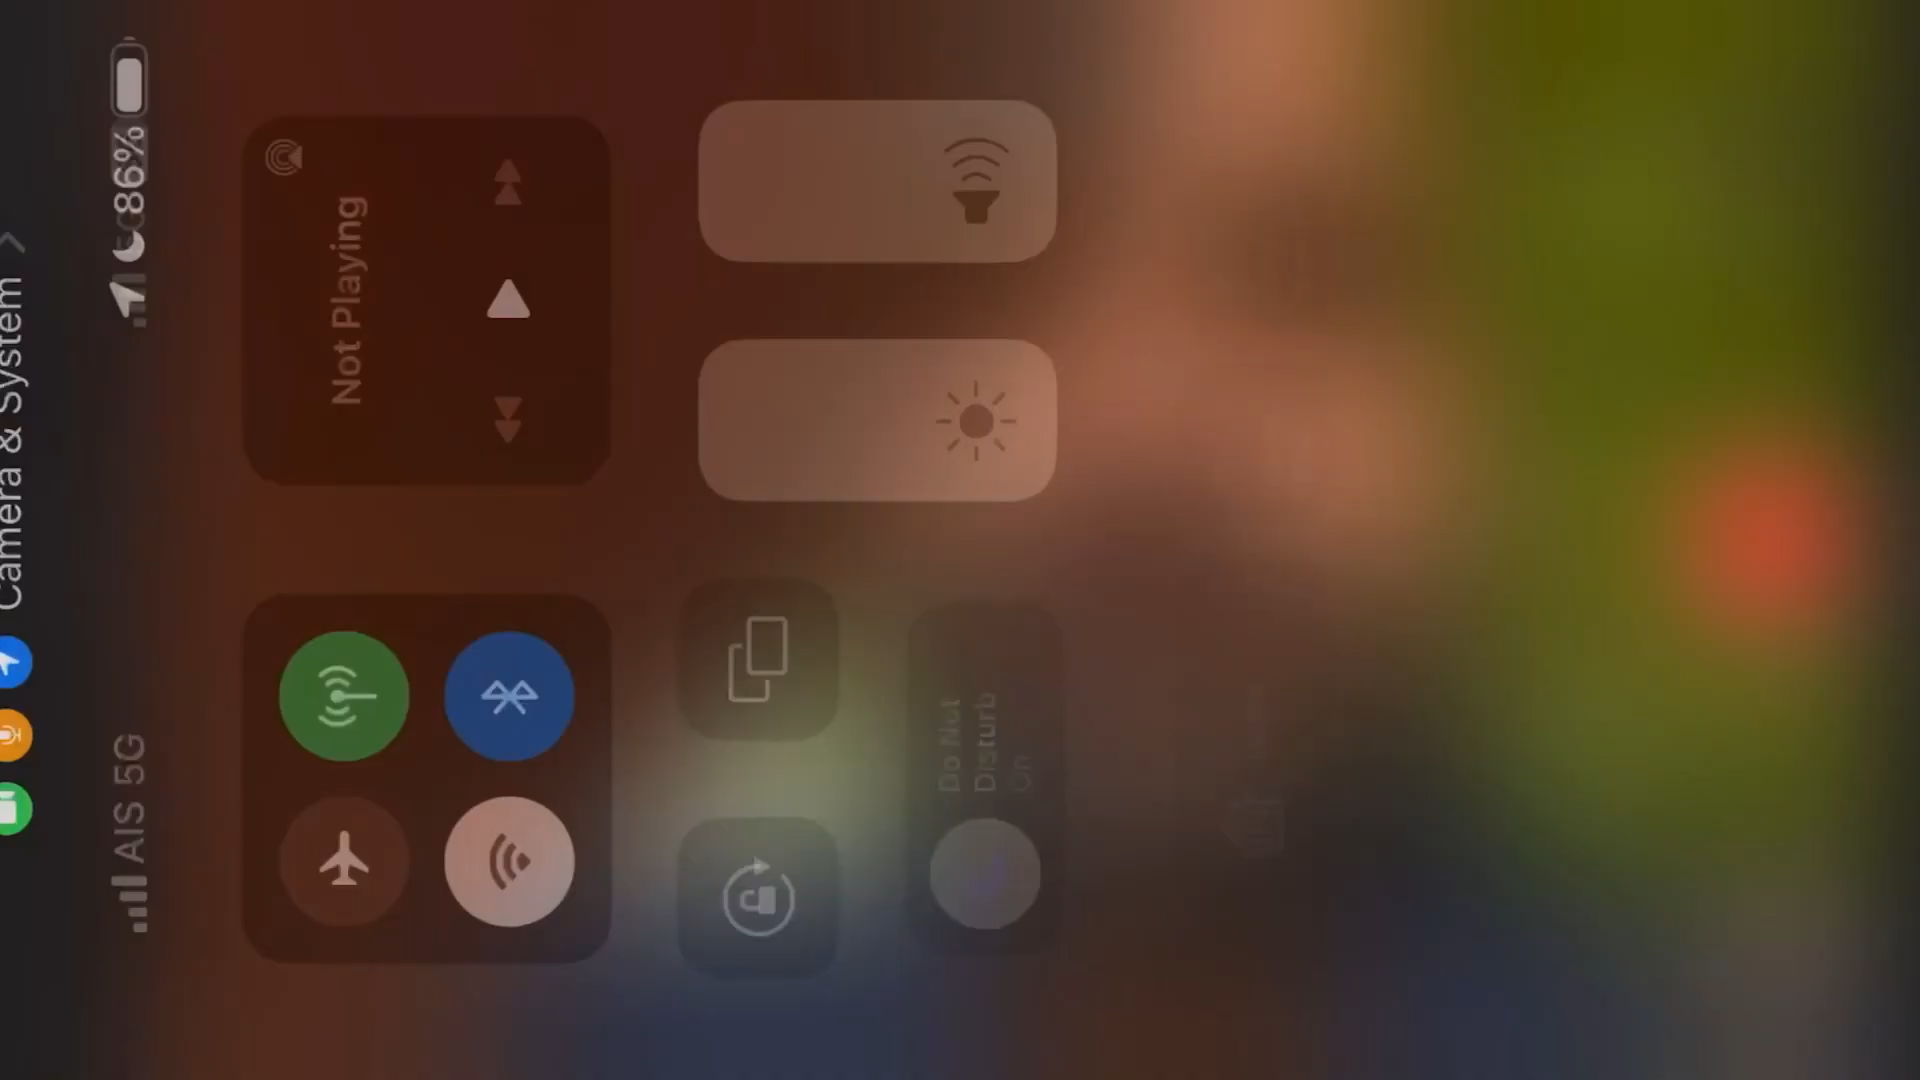 Camera & System
AIS 5G
86%
Not Playing
Do Not
Disturb
On